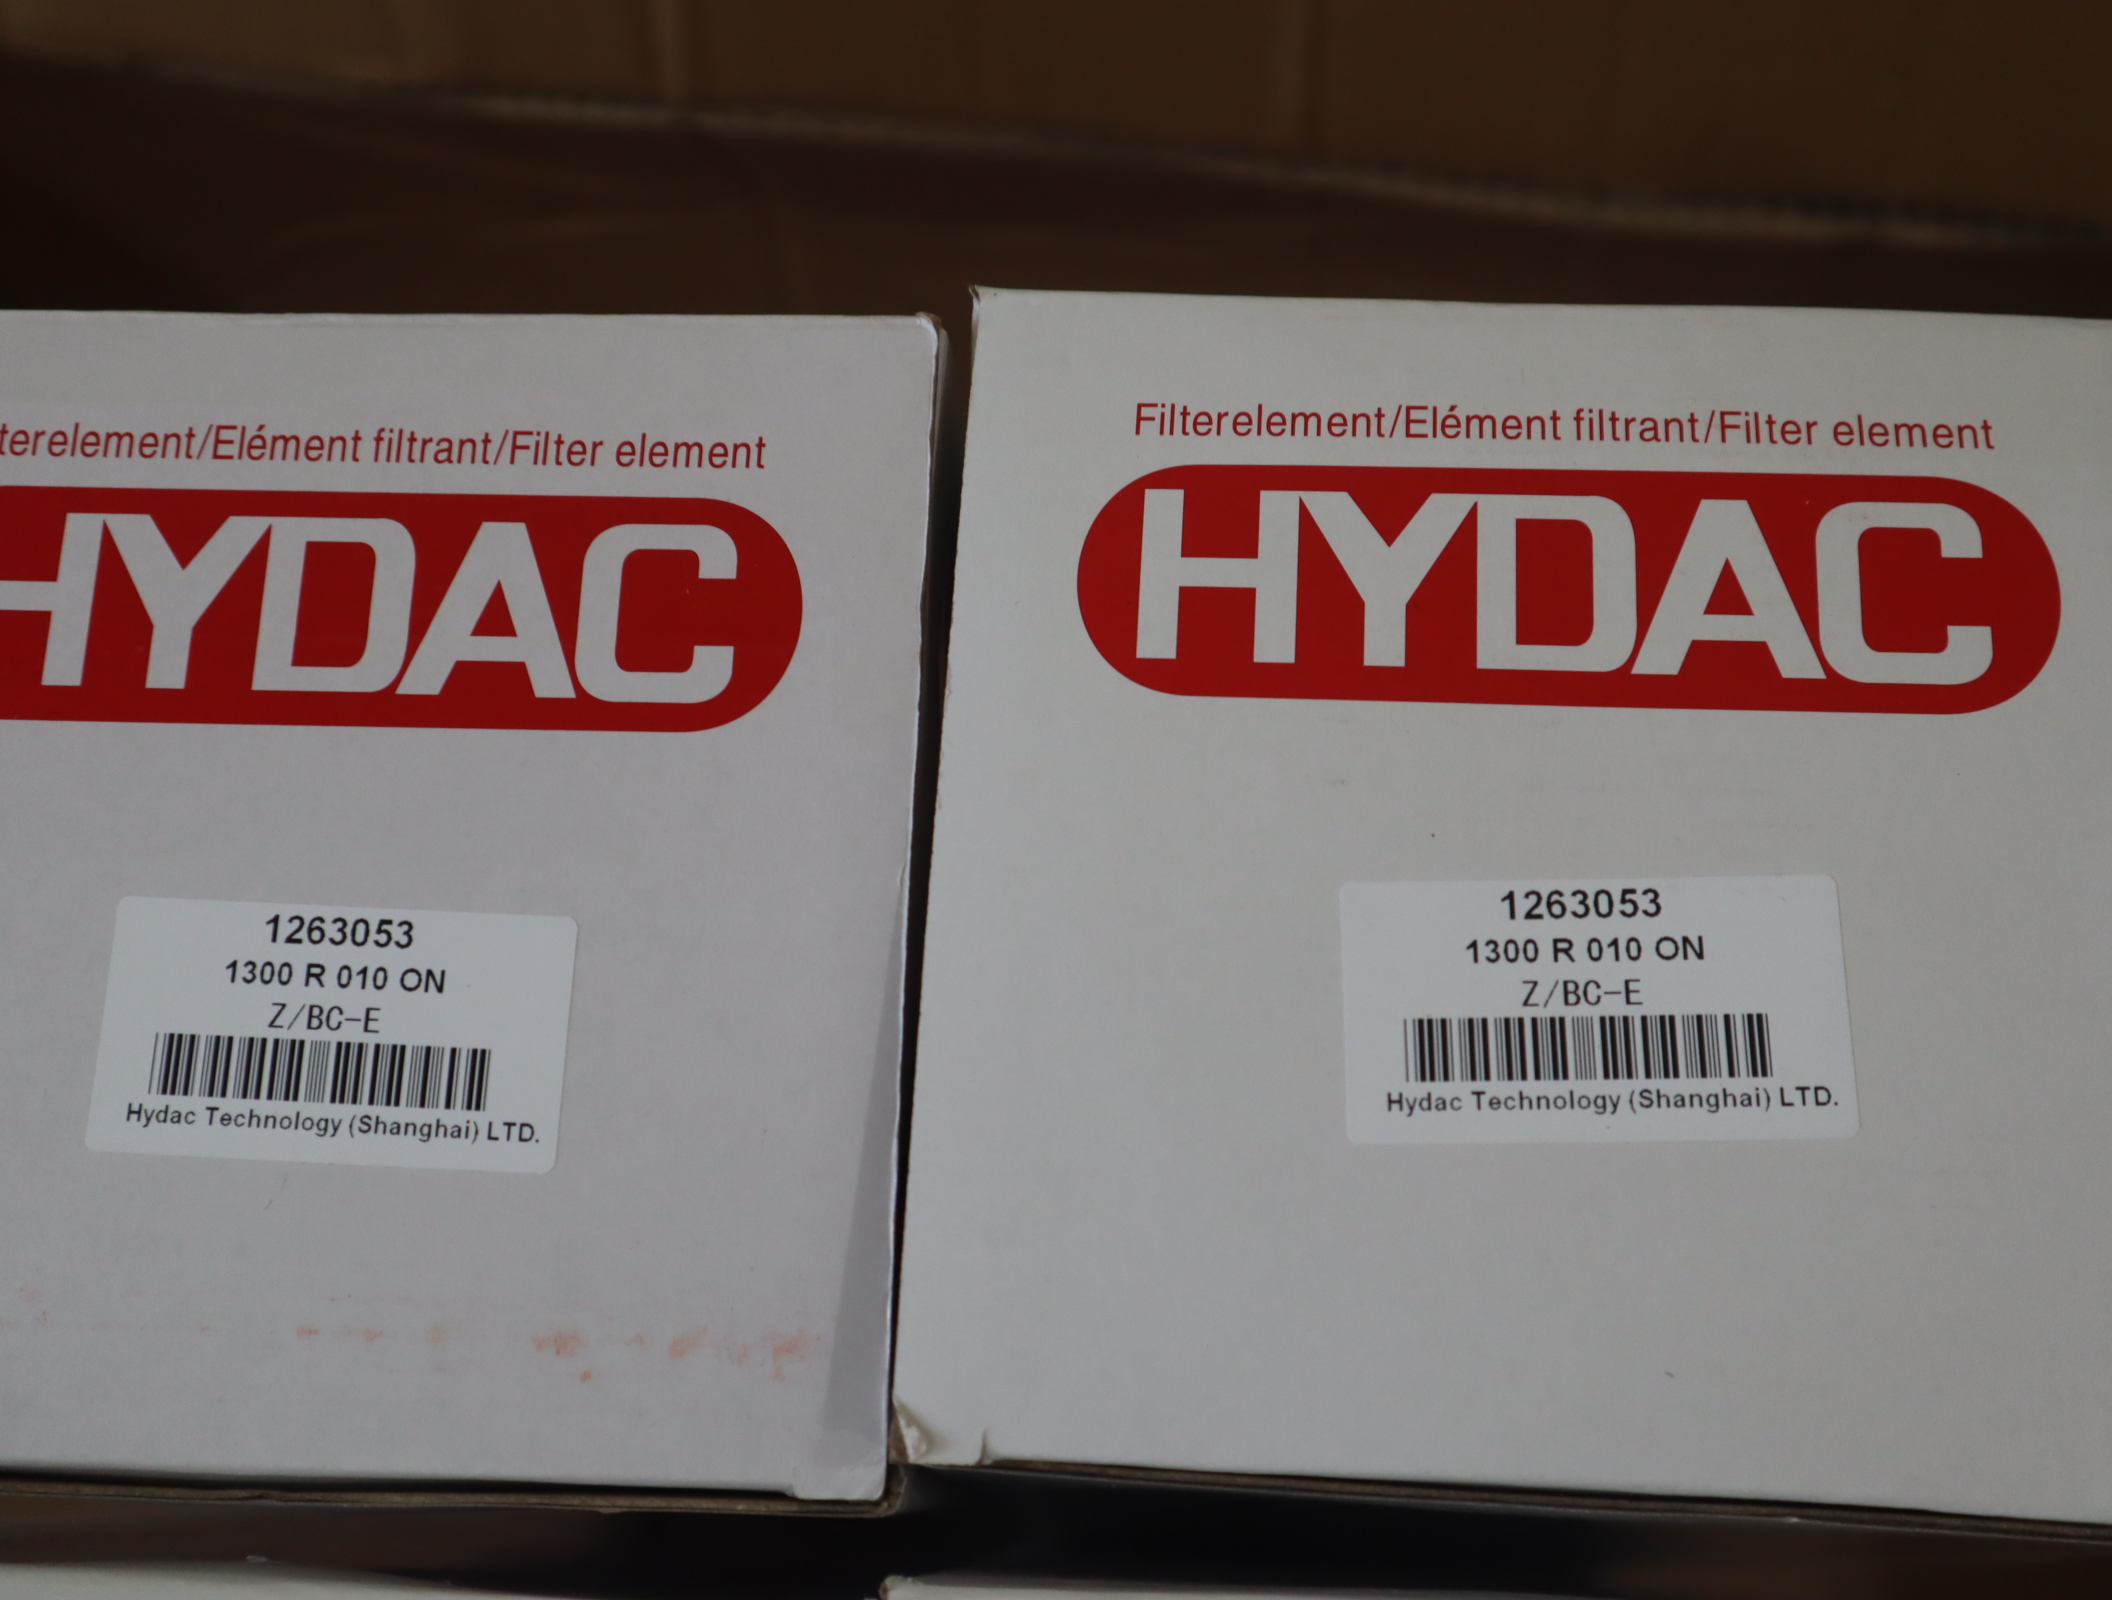 terelement/Elément filtrant/Filter element
HYDAC
1263053
1300 R 010 ON
Z/BC-E
Hydac Technology (Shanghai) LTD.
Filterelement/Elément filtrant/Filter element
HYDAC
1263053
1300 R 010 ON
Z/BC-E
Hydac Technology (Shanghai) LTD.